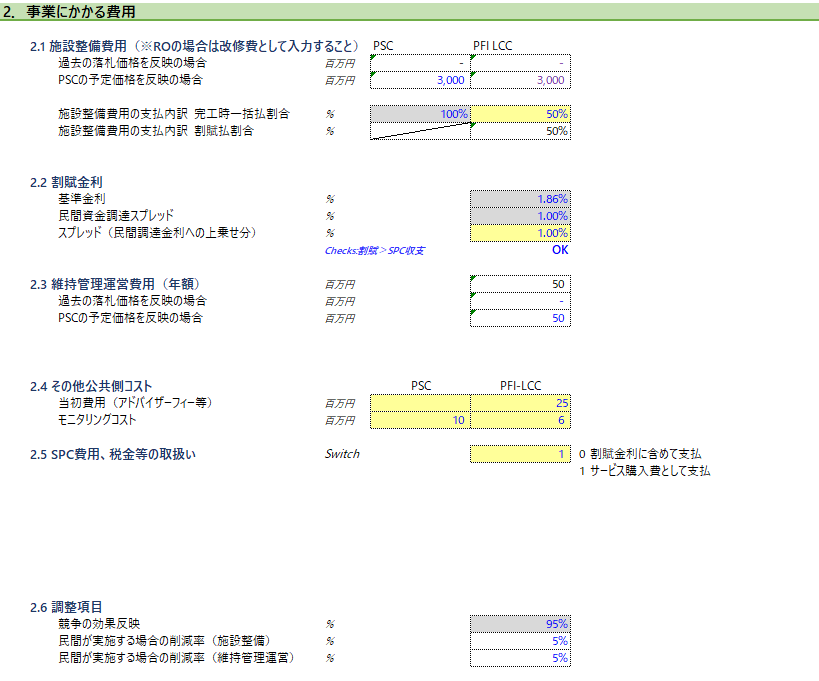 2. 事業にかかる費用
2.1 施設整備費用（※ROの場合は改修費として入力すること） PSC PFI LCC
過去の落札価格を反映の場合 百万円 - -
PSCの予定価格を反映の場合 百万円 3,000 3,000
施設整備費用の支払内訳 完工時一括払割合 % 100% 50%
施設整備費用の支払内訳 割賦払割合 % 50%
2.2 割賦金利
基準金利 % 1.86%
民間資金調達スプレッド % 1.00%
スプレッド（民間調達金利への上乗せ分） % 1.00%
Checks:割賦＞SPC収支 OK
2.3 維持管理運営費用（年額） 百万円 50
過去の落札価格を反映の場合 百万円 -
PSCの予定価格を反映の場合 百万円 50
2.4 その他公共側コスト PSC PFI-LCC
当初費用（アドバイザーフィー等） 百万円 25
モニタリングコスト 百万円 10 6
2.5 SPC費用、税金等の取扱い Switch 1 0 割賦金利に含めて支払
1 サービス購入費として支払
2.6 調整項目
競争の効果反映 % 95%
民間が実施する場合の削減率（施設整備） % 5%
民間が実施する場合の削減率（維持管理運営） % 5%